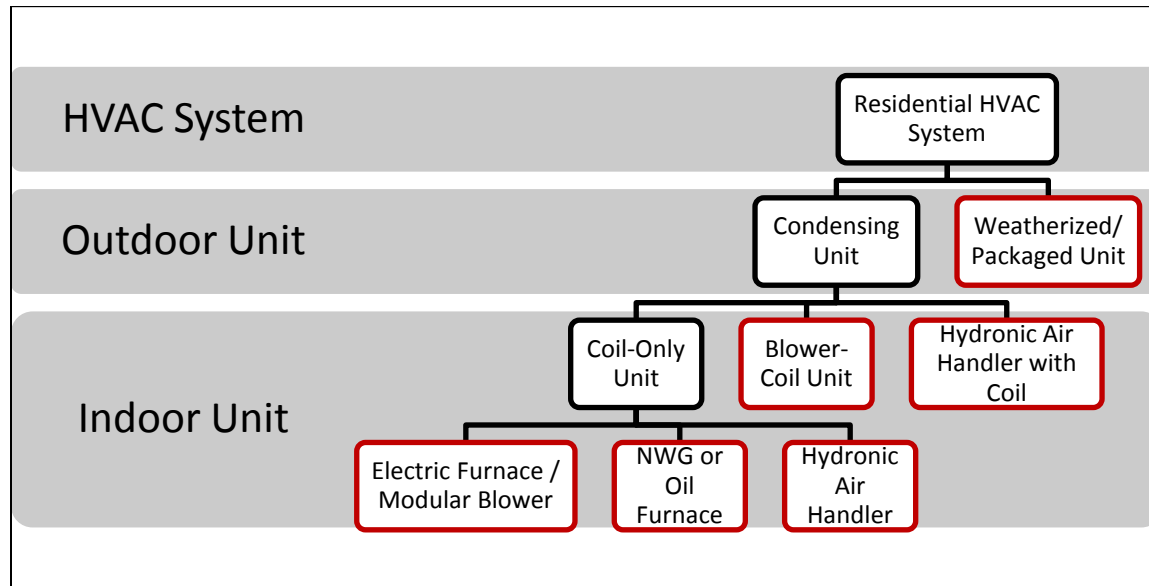 HVAC System
Residential HVAC
System
Outdoor Unit
Condensing
Unit
Weatherized/
Packaged Unit
Indoor Unit
Coil-Only
Unit
Blower-
Coil Unit
Hydronic Air
Handler with
Coil
Electric Furnace /
Modular Blower
NWG or
Oil
Furnace
Hydronic
Air
Handler